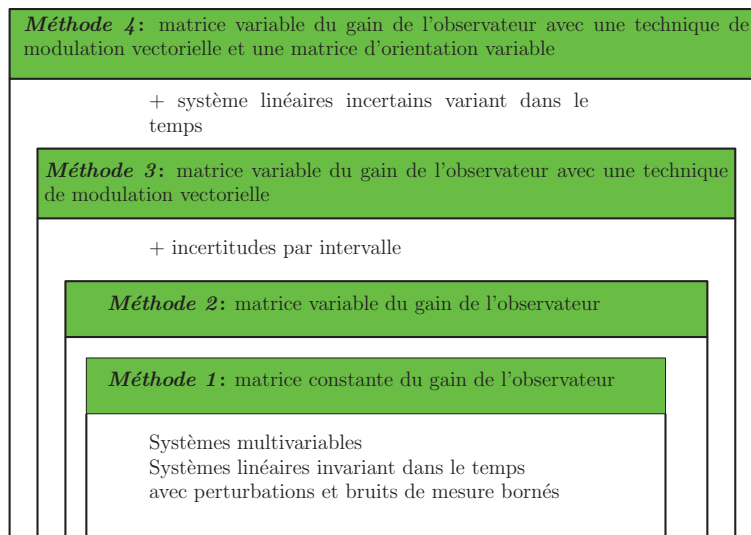 Méthode 4: matrice variable du gain de l'observateur avec une technique de
modulation vectorielle et une matrice d'orientation variable
+ système linéaires incertains variant dans le
temps
Méthode 3: matrice variable du gain de l'observateur avec une technique
de modulation vectorielle
+ incertitudes par intervalle
Méthode 2: matrice variable du gain de l'observateur
Méthode 1: matrice constante du gain de l'observateur
Systèmes multivariables
Systèmes linéaires invariant dans le temps
avec perturbations et bruits de mesure bornés